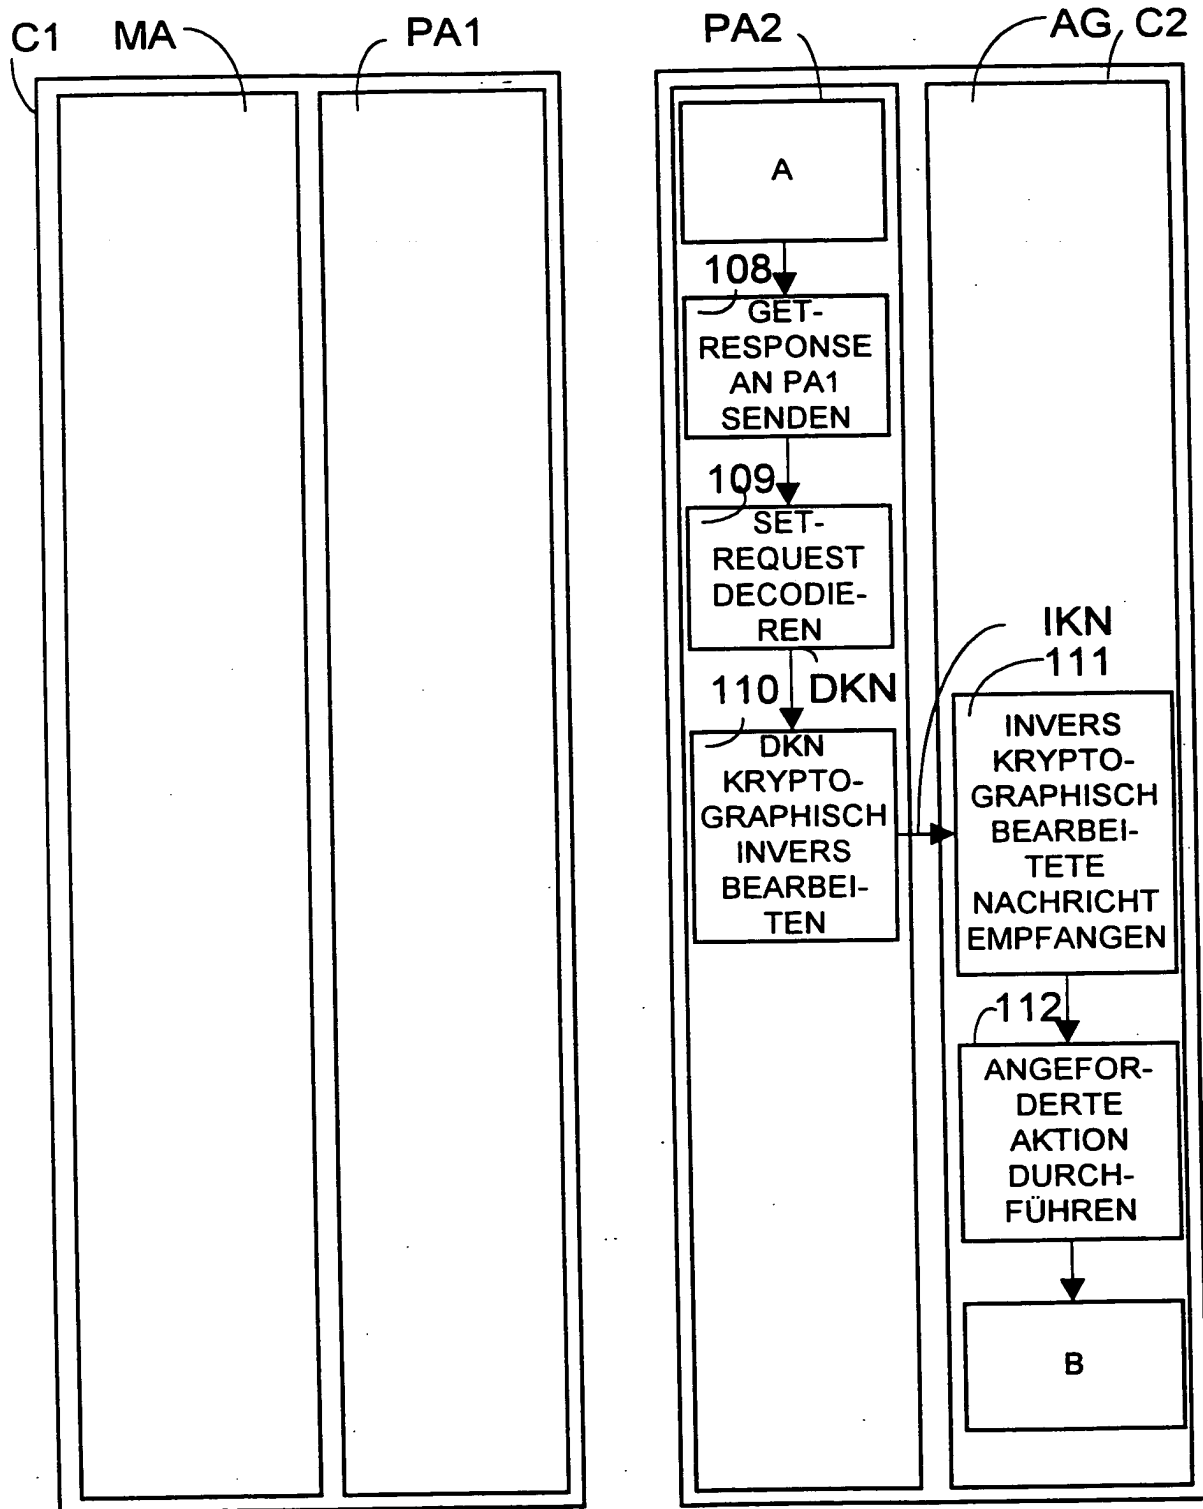 C1 MA PA1 PA2 AG C2
A
108
GET-
RESPONSE
AN PA1
SENDEN
109
SET-
REQUEST
DECODIE-
REN
DKN
110
DKN
KRYPTO-
GRAPHISCH
INVERS
BEARBEI-
TEN
IKN
111
INVERS
KRYPTO-
GRAPHISCH
BEARBEI-
TETE
NACHRICHT
EMPFANGEN
112
ANGEFOR-
DERTE
AKTION
DURCH-
FÜHREN
B